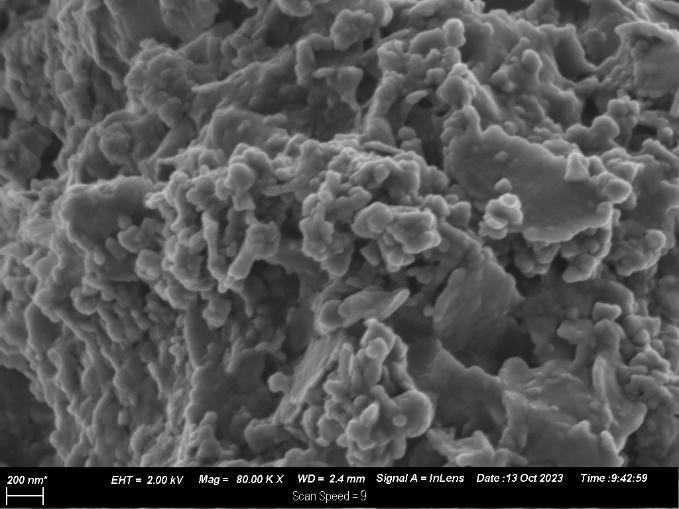 200 nm* EHT = 2.00 kV Mag = 80.00 K X WD = 2.4 mm Signal A = InLens Date :13 Oct 2023 Time :9:42:59
Scan Speed = 9